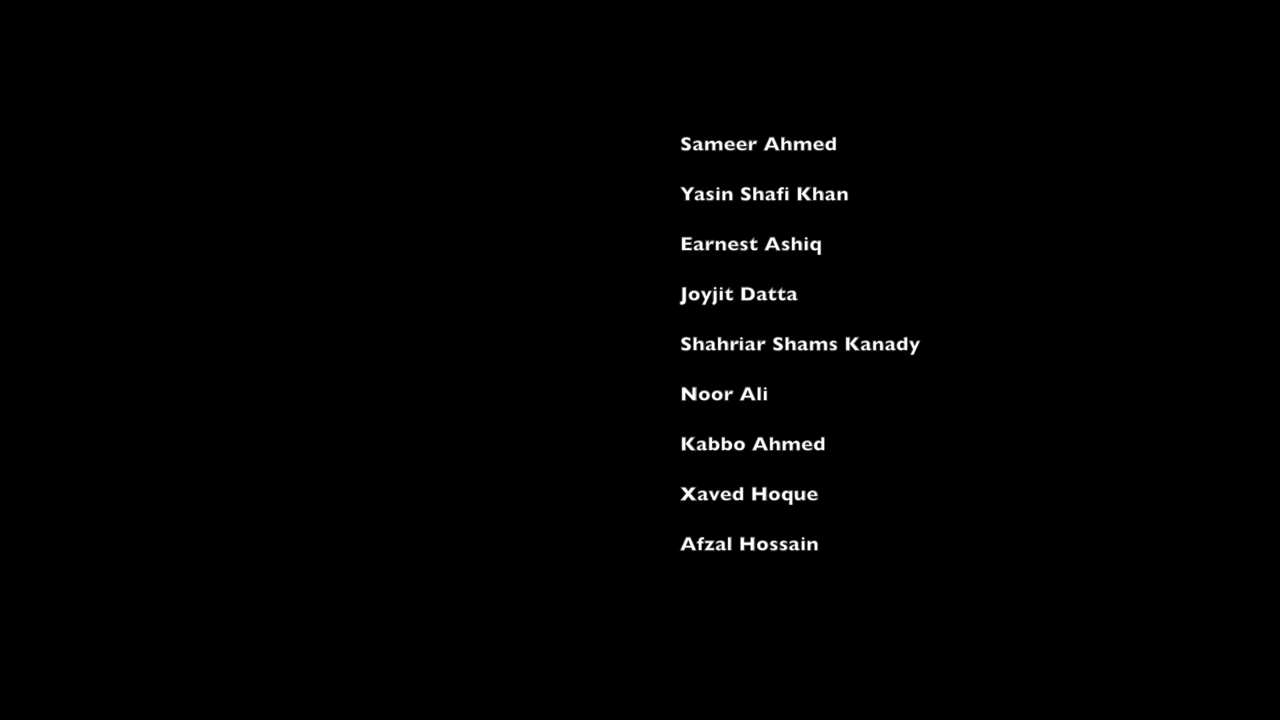 Sameer Ahmed
Yasin Shafi Khan
Earnest Ashiq
Joyjit Datta
Shahriar Shams Kanady
Noor Ali
Kabbo Ahmed
Xaved Hoque
Afzal Hossain